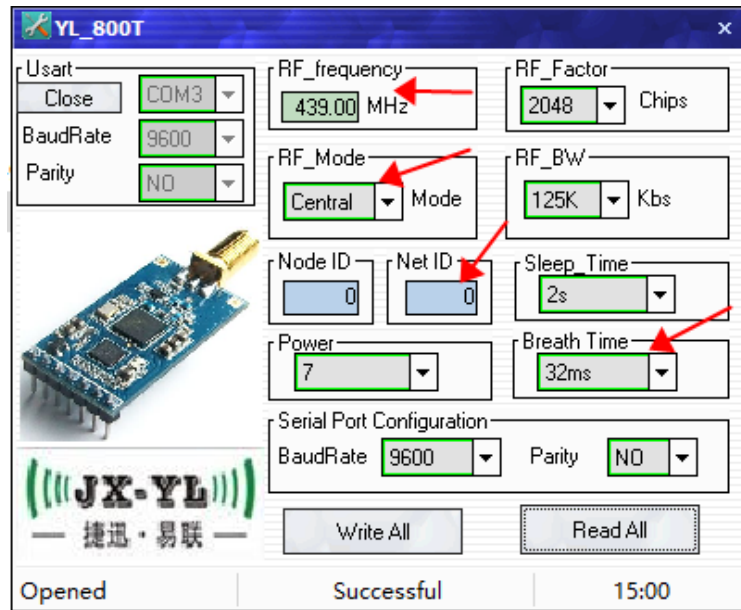 YL_800T
Usart
Close COM3
BaudRate 9600
Parity NO
RF_frequency
439.00 MHz
RF_Factor
2048 Chips
RF_Mode
Central Mode
RF_BW
125K Kbs
Node ID
0
Net ID
0
Sleep_Time
2s
Power
7
Breath Time
32ms
Serial Port Configuration
BaudRate 9600 Parity NO
JX-YL
捷迅·易联
Write All Read All
Opened Successful 15:00